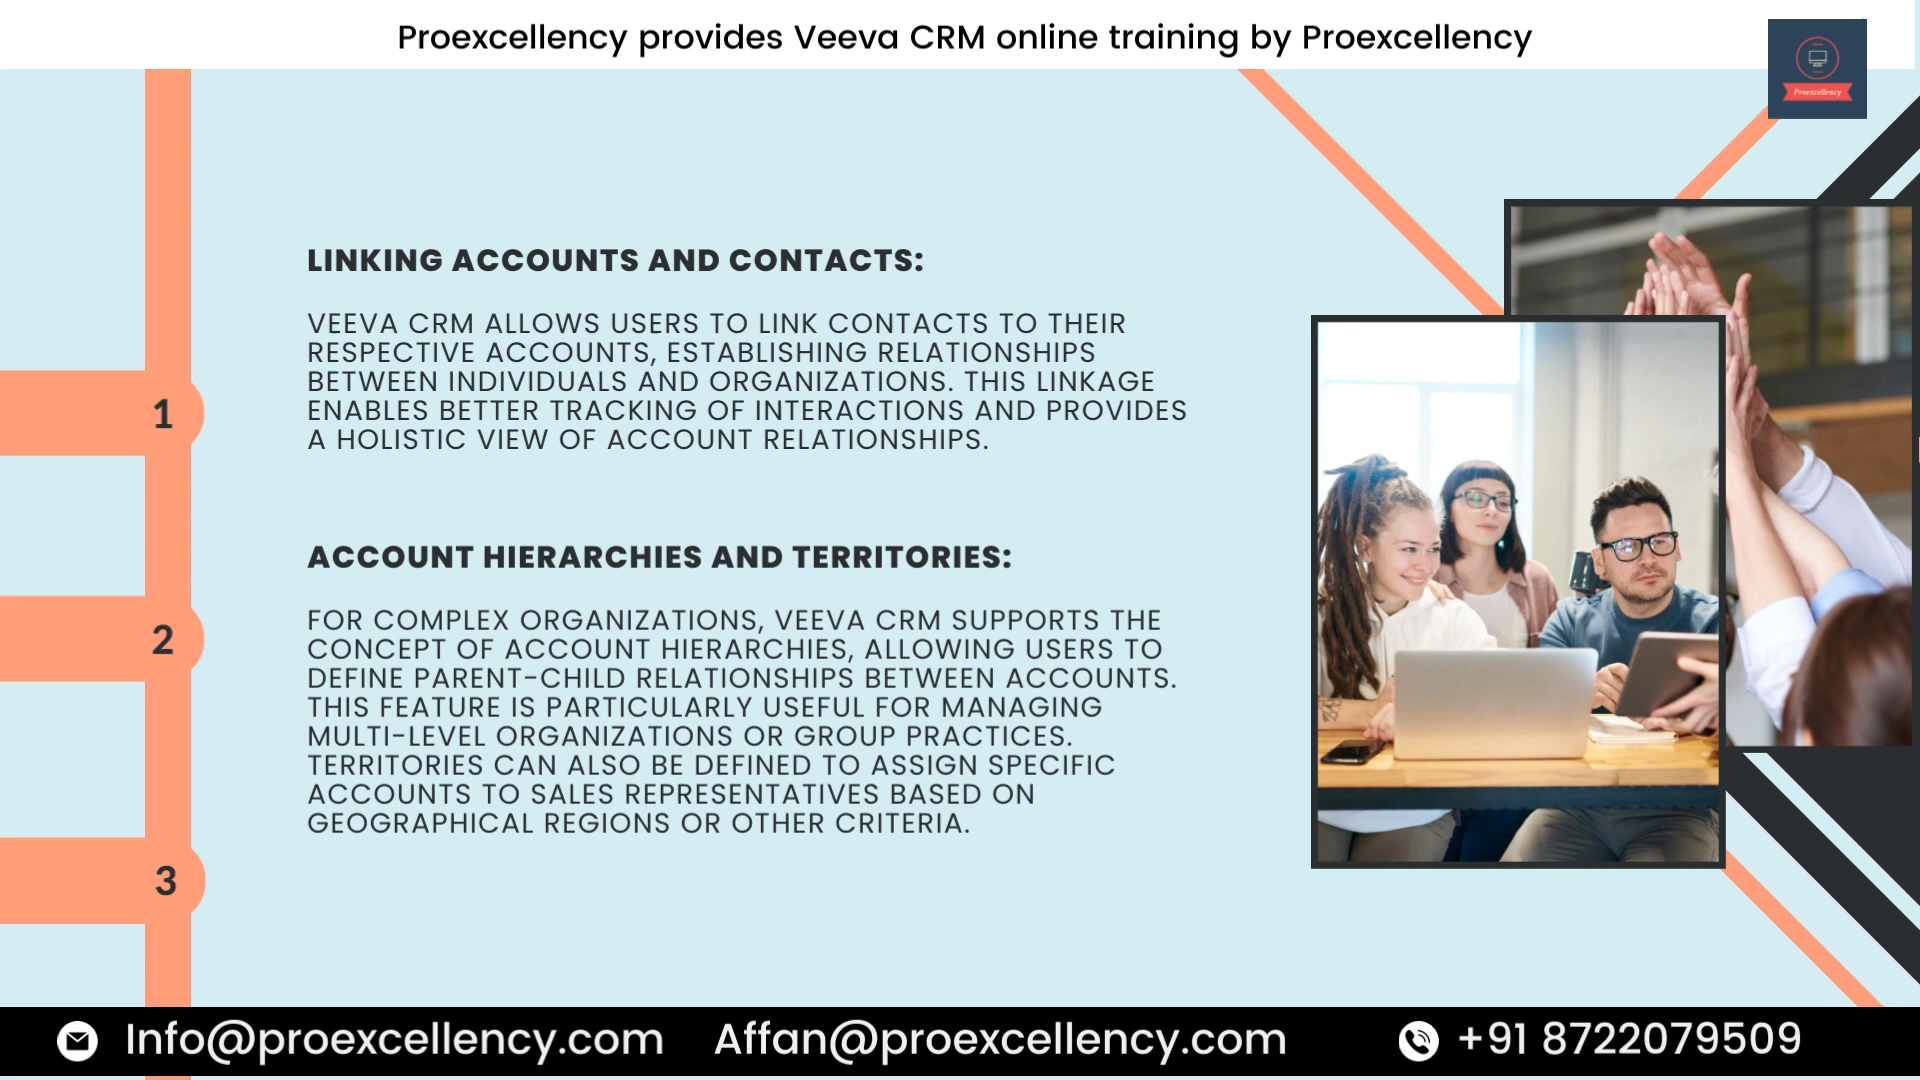 Proexcellency provides Veeva CRM online training by Proexcellency
Proexcellency
LINKING ACCOUNTS AND CONTACTS:
VEEVA CRM ALLOWS USERS TO LINK CONTACTS TO THEIR
RESPECTIVE ACCOUNTS, ESTABLISHING RELATIONSHIPS
BETWEEN INDIVIDUALS AND ORGANIZATIONS. THIS LINKAGE
ENABLES BETTER TRACKING OF INTERACTIONS AND PROVIDES
A HOLISTIC VIEW OF ACCOUNT RELATIONSHIPS.
1
ACCOUNT HIERARCHIES AND TERRITORIES:
FOR COMPLEX ORGANIZATIONS, VEEVA CRM SUPPORTS THE
CONCEPT OF ACCOUNT HIERARCHIES, ALLOWING USERS TO
DEFINE PARENT-CHILD RELATIONSHIPS BETWEEN ACCOUNTS.
THIS FEATURE IS PARTICULARLY USEFUL FOR MANAGING
MULTI-LEVEL ORGANIZATIONS OR GROUP PRACTICES.
TERRITORIES CAN ALSO BE DEFINED TO ASSIGN SPECIFIC
ACCOUNTS TO SALES REPRESENTATIVES BASED ON
GEOGRAPHICAL REGIONS OR OTHER CRITERIA.
2
3
Info@proexcellency.com Affan@proexcellency.com +91 8722079509